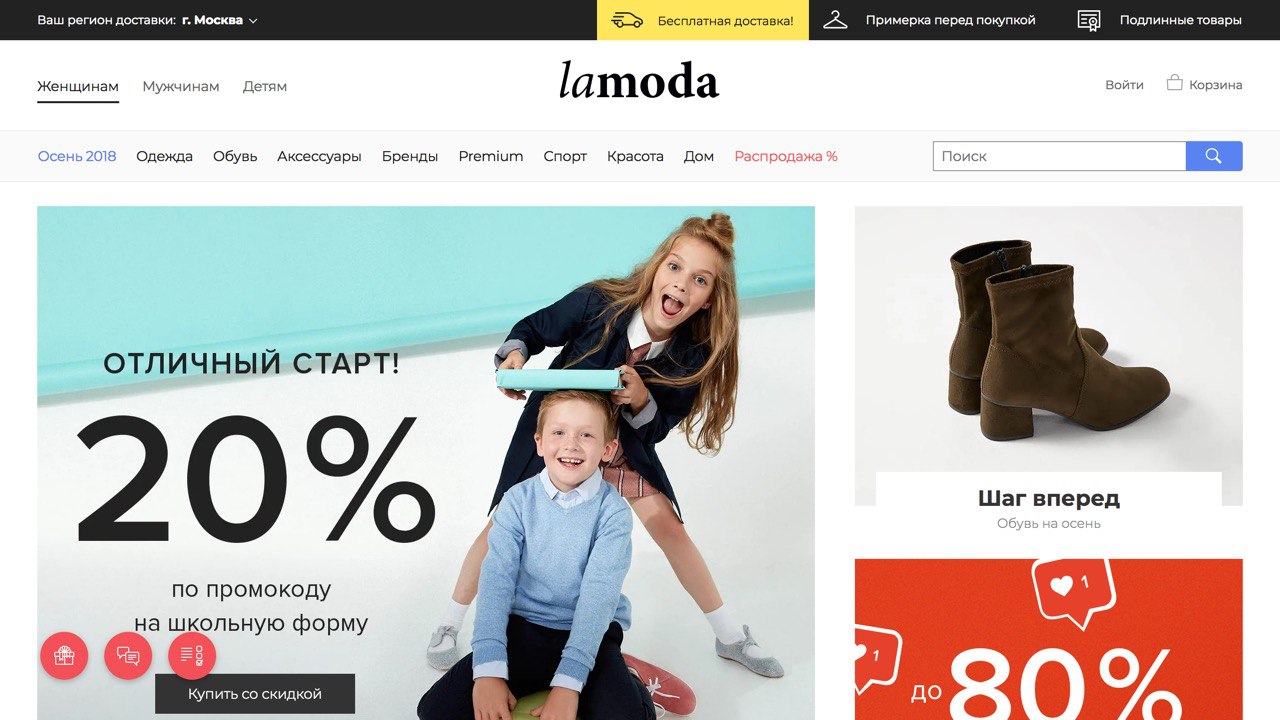 Ваш регион доставки: г. Москва
Бесплатная доставка!
Примерка перед покупкой
Подлинные товары
Женщинам Мужчинам Детям
lamoda
Войти
Корзина
Осень 2018 Одежда Обувь Аксессуары Бренды Premium Спорт Красота Дом Распродажа %
Поиск
ОТЛИЧНЫЙ СТАРТ!
20%
по промокоду
на школьную форму
Купить со скидкой
Шаг вперед
Обувь на осень
1
1
до 80%